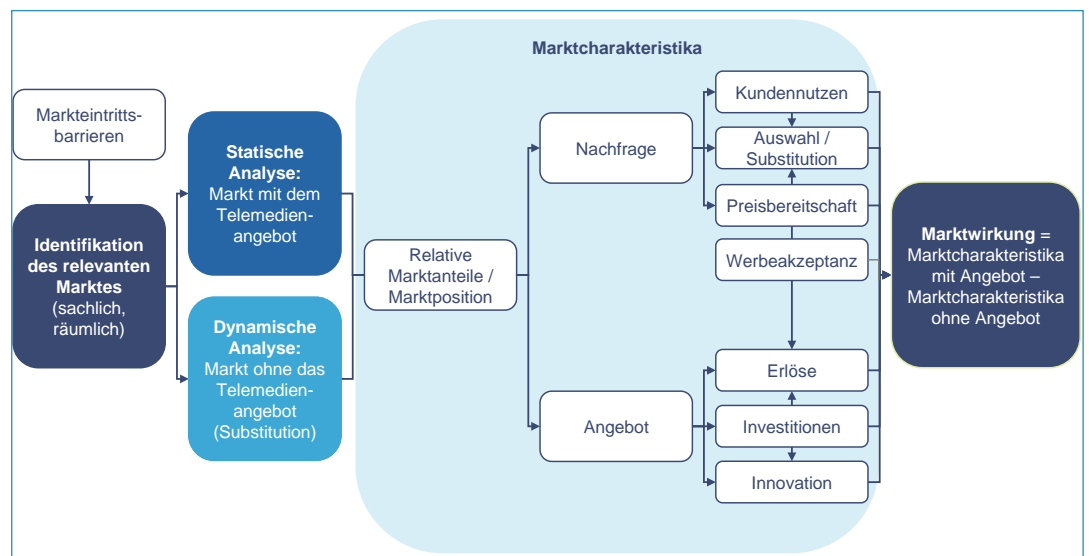 Marktcharakteristika
Markteintritts-
barrieren
Identifikation
des relevanten
Marktes
(sachlich,
räumlich)
Statische
Analyse:
Markt mit dem
Telemedien-
angebot
Dynamische
Analyse:
Markt ohne das
Telemedien-
angebot
(Substitution)
Relative
Marktanteile /
Marktposition
Nachfrage
Angebot
Kundennutzen
Auswahl /
Substitution
Preisbereitschaft
Werbeakzeptanz
Erlöse
Investitionen
Innovation
Marktwirkung =
Marktcharakteristika
mit Angebot –
Marktcharakteristika
ohne Angebot